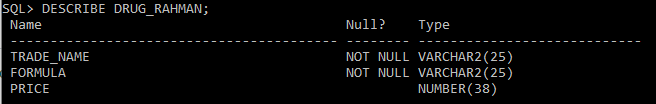 SQL> DESCRIBE DRUG_RAHMAN;
Name Null? Type
----------------------------------------- -------- ----------------------------
TRADE_NAME NOT NULL VARCHAR2(25)
FORMULA NOT NULL VARCHAR2(25)
PRICE NUMBER(38)